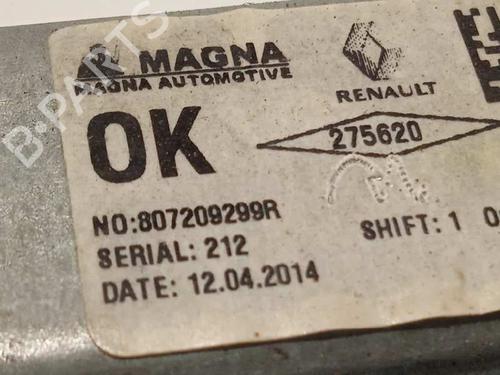 MAGNA
MAGNA AUTOMOTIVE
RENAULT
OK
275620
NO:807209299R
SERIAL: 212
SHIFT: 1
DATE: 12.04.2014
B-PARTS